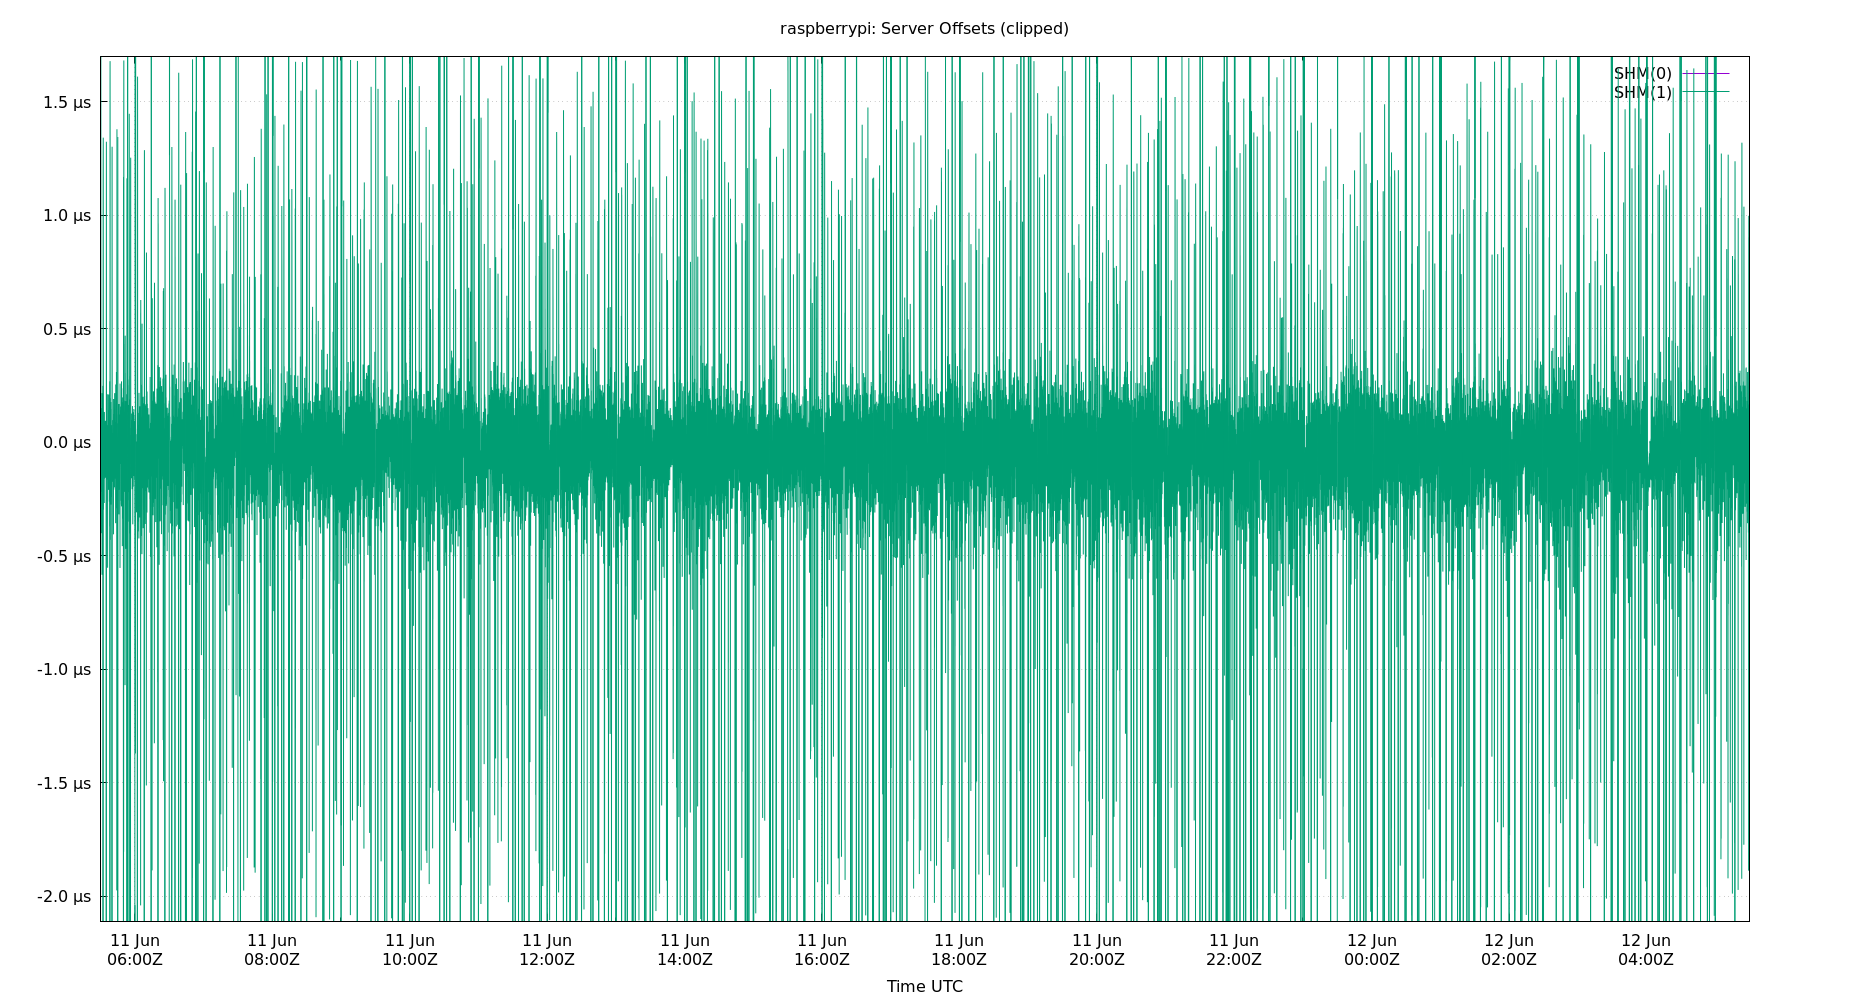 raspberrypi: Server Offsets (clipped)
SHM(0)
SHM(1)
1.5 µs
1.0 µs
0.5 µs
0.0 µs
-0.5 µs
-1.0 µs
-1.5 µs
-2.0 µs
11 Jun 11 Jun 11 Jun 11 Jun 11 Jun 11 Jun 11 Jun 11 Jun 11 Jun 12 Jun 12 Jun 12 Jun
06:00Z 08:00Z 10:00Z 12:00Z 14:00Z 16:00Z 18:00Z 20:00Z 22:00Z 00:00Z 02:00Z 04:00Z
Time UTC